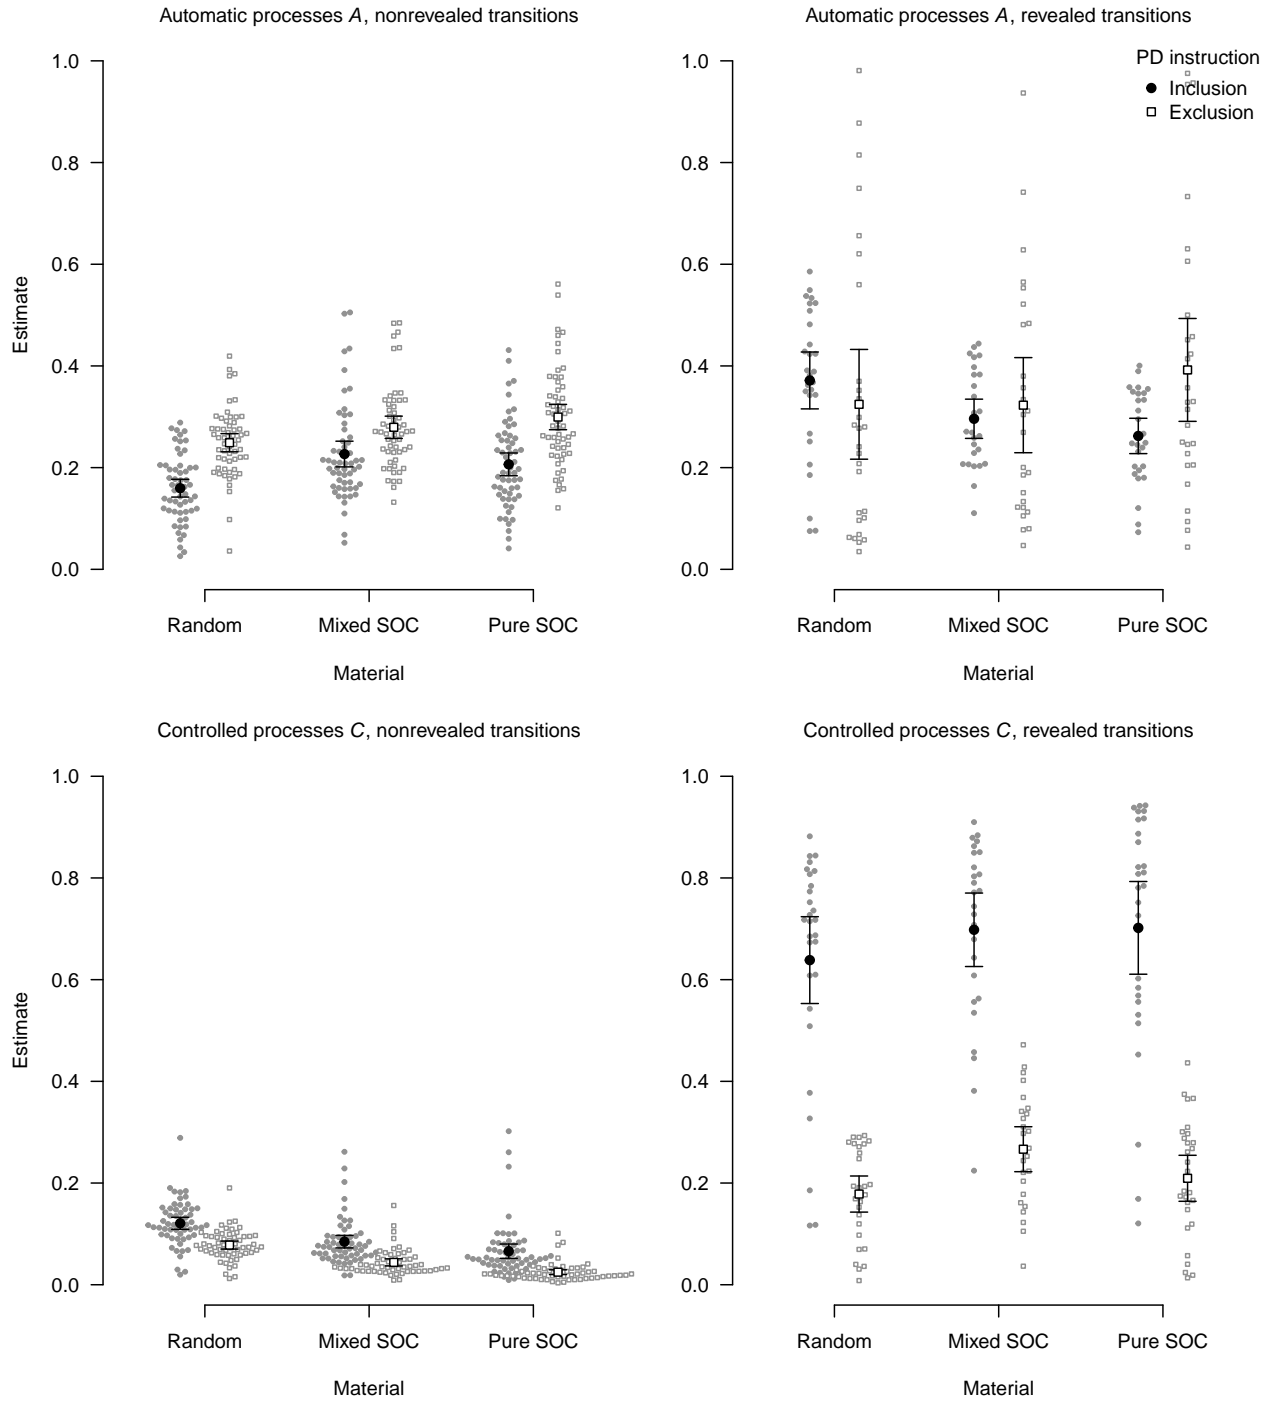 Automatic processes A, nonrevealed transitions
Automatic processes A, revealed transitions
PD instruction
Inclusion
Exclusion
Estimate
1.0
0.8
0.6
0.4
0.2
0.0
Random
Mixed SOC
Pure SOC
Material
1.0
0.8
0.6
0.4
0.2
0.0
Random
Mixed SOC
Pure SOC
Material
Controlled processes C, nonrevealed transitions
Controlled processes C, revealed transitions
Estimate
1.0
0.8
0.6
0.4
0.2
0.0
Random
Mixed SOC
Pure SOC
Material
1.0
0.8
0.6
0.4
0.2
0.0
Random
Mixed SOC
Pure SOC
Material